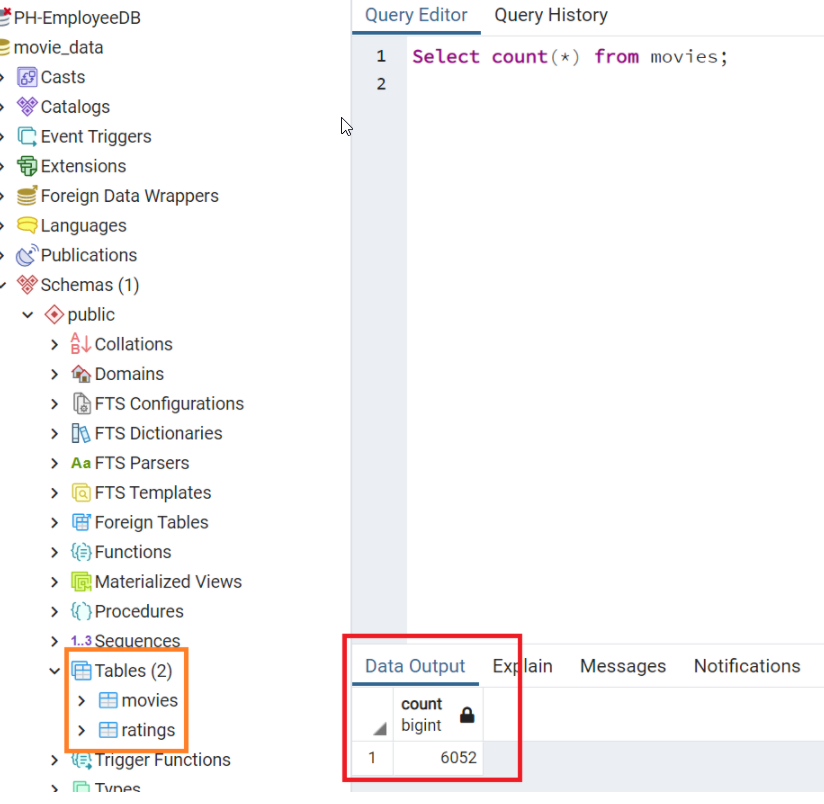 PH-EmployeeDB
movie_data
Casts
Catalogs
Event Triggers
Extensions
Foreign Data Wrappers
Languages
Publications
Schemas (1)
public
Collations
Domains
FTS Configurations
FTS Dictionaries
Aa FTS Parsers
FTS Templates
Foreign Tables
Functions
Materialized Views
Procedures
1..3 Sequences
Tables (2)
movies
ratings
Trigger Functions
Types
Query Editor Query History
1 Select count(*) from movies;
2
Data Output Explain Messages Notifications
count
bigint
1 6052